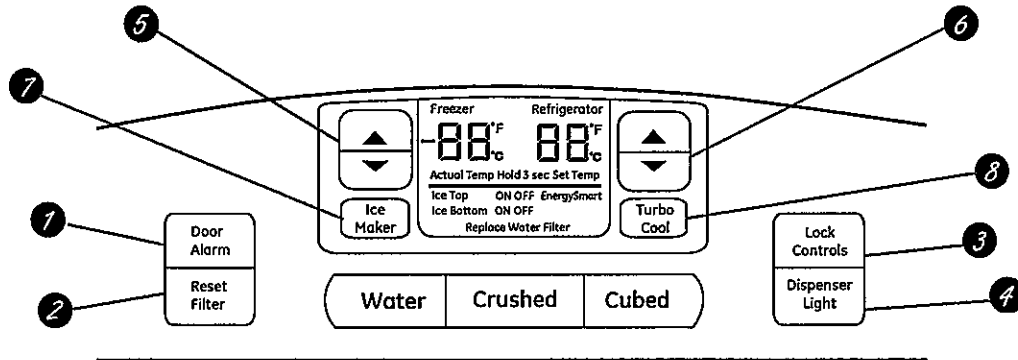 5
6
7
Freezer Refrigerator
-88°F°C 88°F°C
Actual Temp Hold 3 sec Set Temp
Ice Top ON OFF EnergySmart
Ice Bottom ON OFF
Replace Water Filter
Ice
Maker
Turbo
Cool
8
1
Door
Alarm
Reset
Filter
2
Lock
Controls
3
Dispenser
Light
4
Water Crushed Cubed